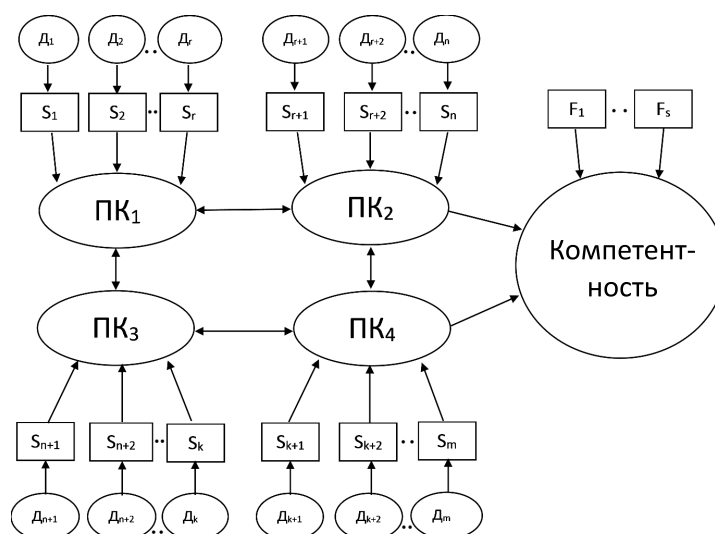 Д₁ Д₂ .. Дᵣ Дᵣ₊₁ Дᵣ₊₂ .. Дₙ
S₁ S₂ .. Sᵣ Sᵣ₊₁ Sᵣ₊₂ .. Sₙ F₁ .. Fₛ
ПК₁ ПК₂
Компетент-
ность
ПК₃ ПК₄
Sₙ₊₁ Sₙ₊₂ .. Sₖ Sₖ₊₁ Sₖ₊₂ .. Sₘ
Дₙ₊₁ Дₙ₊₂ .. Дₖ Дₖ₊₁ Дₖ₊₂ .. Дₘ